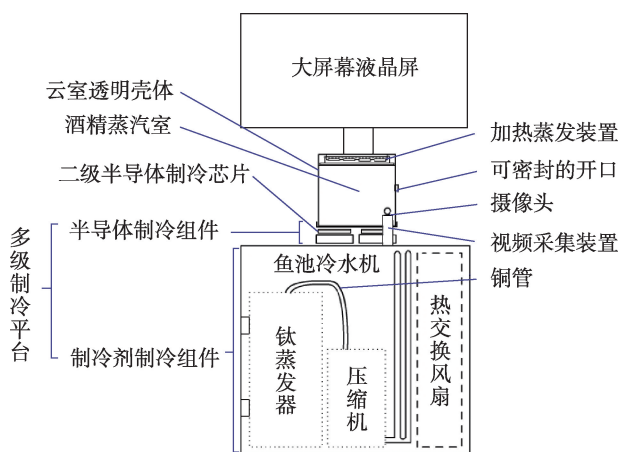 大屏幕液晶屏
云室透明壳体
酒精蒸汽室
二级半导体制冷芯片
加热蒸发装置
可密封的开口
摄像头
视频采集装置
多级制冷平台
半导体制冷组件
制冷剂制冷组件
鱼池冷水机
铜管
钛蒸发器
压缩机
热交换风扇